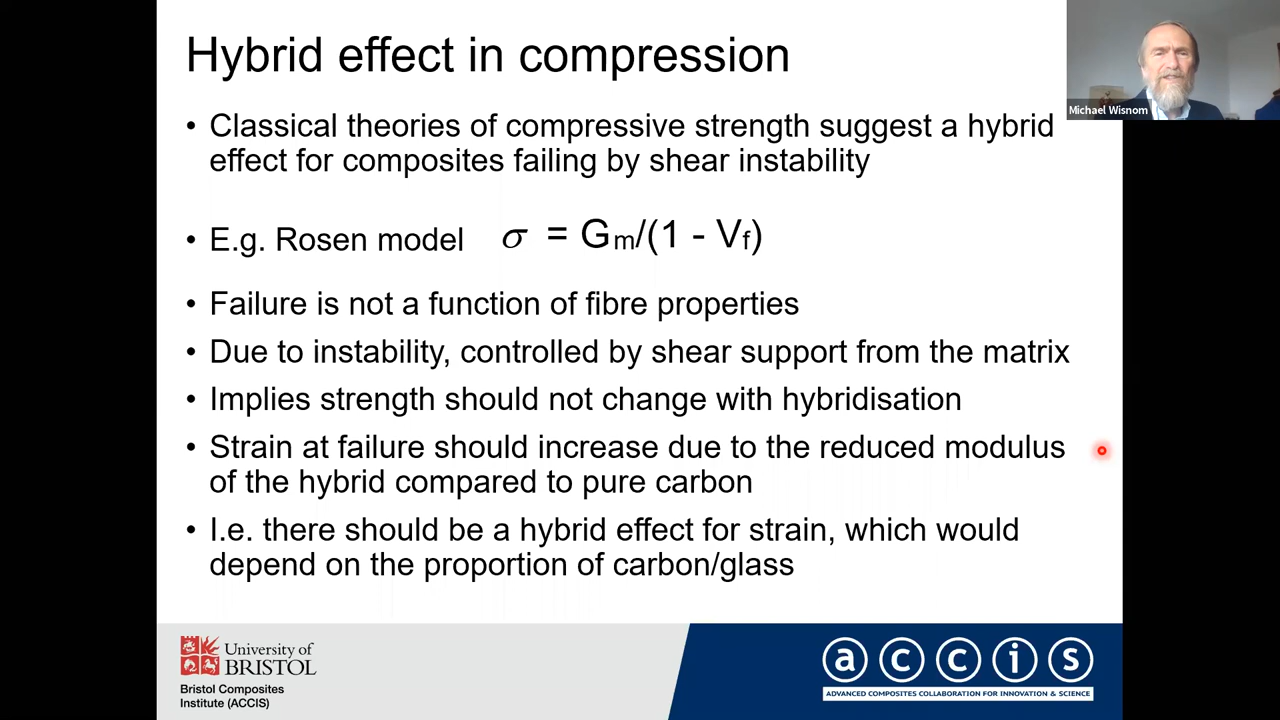 Hybrid effect in compression
Michael Wisnom
• Classical theories of compressive strength suggest a hybrid
effect for composites failing by shear instability
• E.g. Rosen model σ = Gm/(1 - Vf)
• Failure is not a function of fibre properties
• Due to instability, controlled by shear support from the matrix
• Implies strength should not change with hybridisation
• Strain at failure should increase due to the reduced modulus
of the hybrid compared to pure carbon
• I.e. there should be a hybrid effect for strain, which would
depend on the proportion of carbon/glass
University of
BRISTOL
Bristol Composites
Institute (ACCIS)
accis
ADVANCED COMPOSITES COLLABORATION FOR INNOVATION & SCIENCE